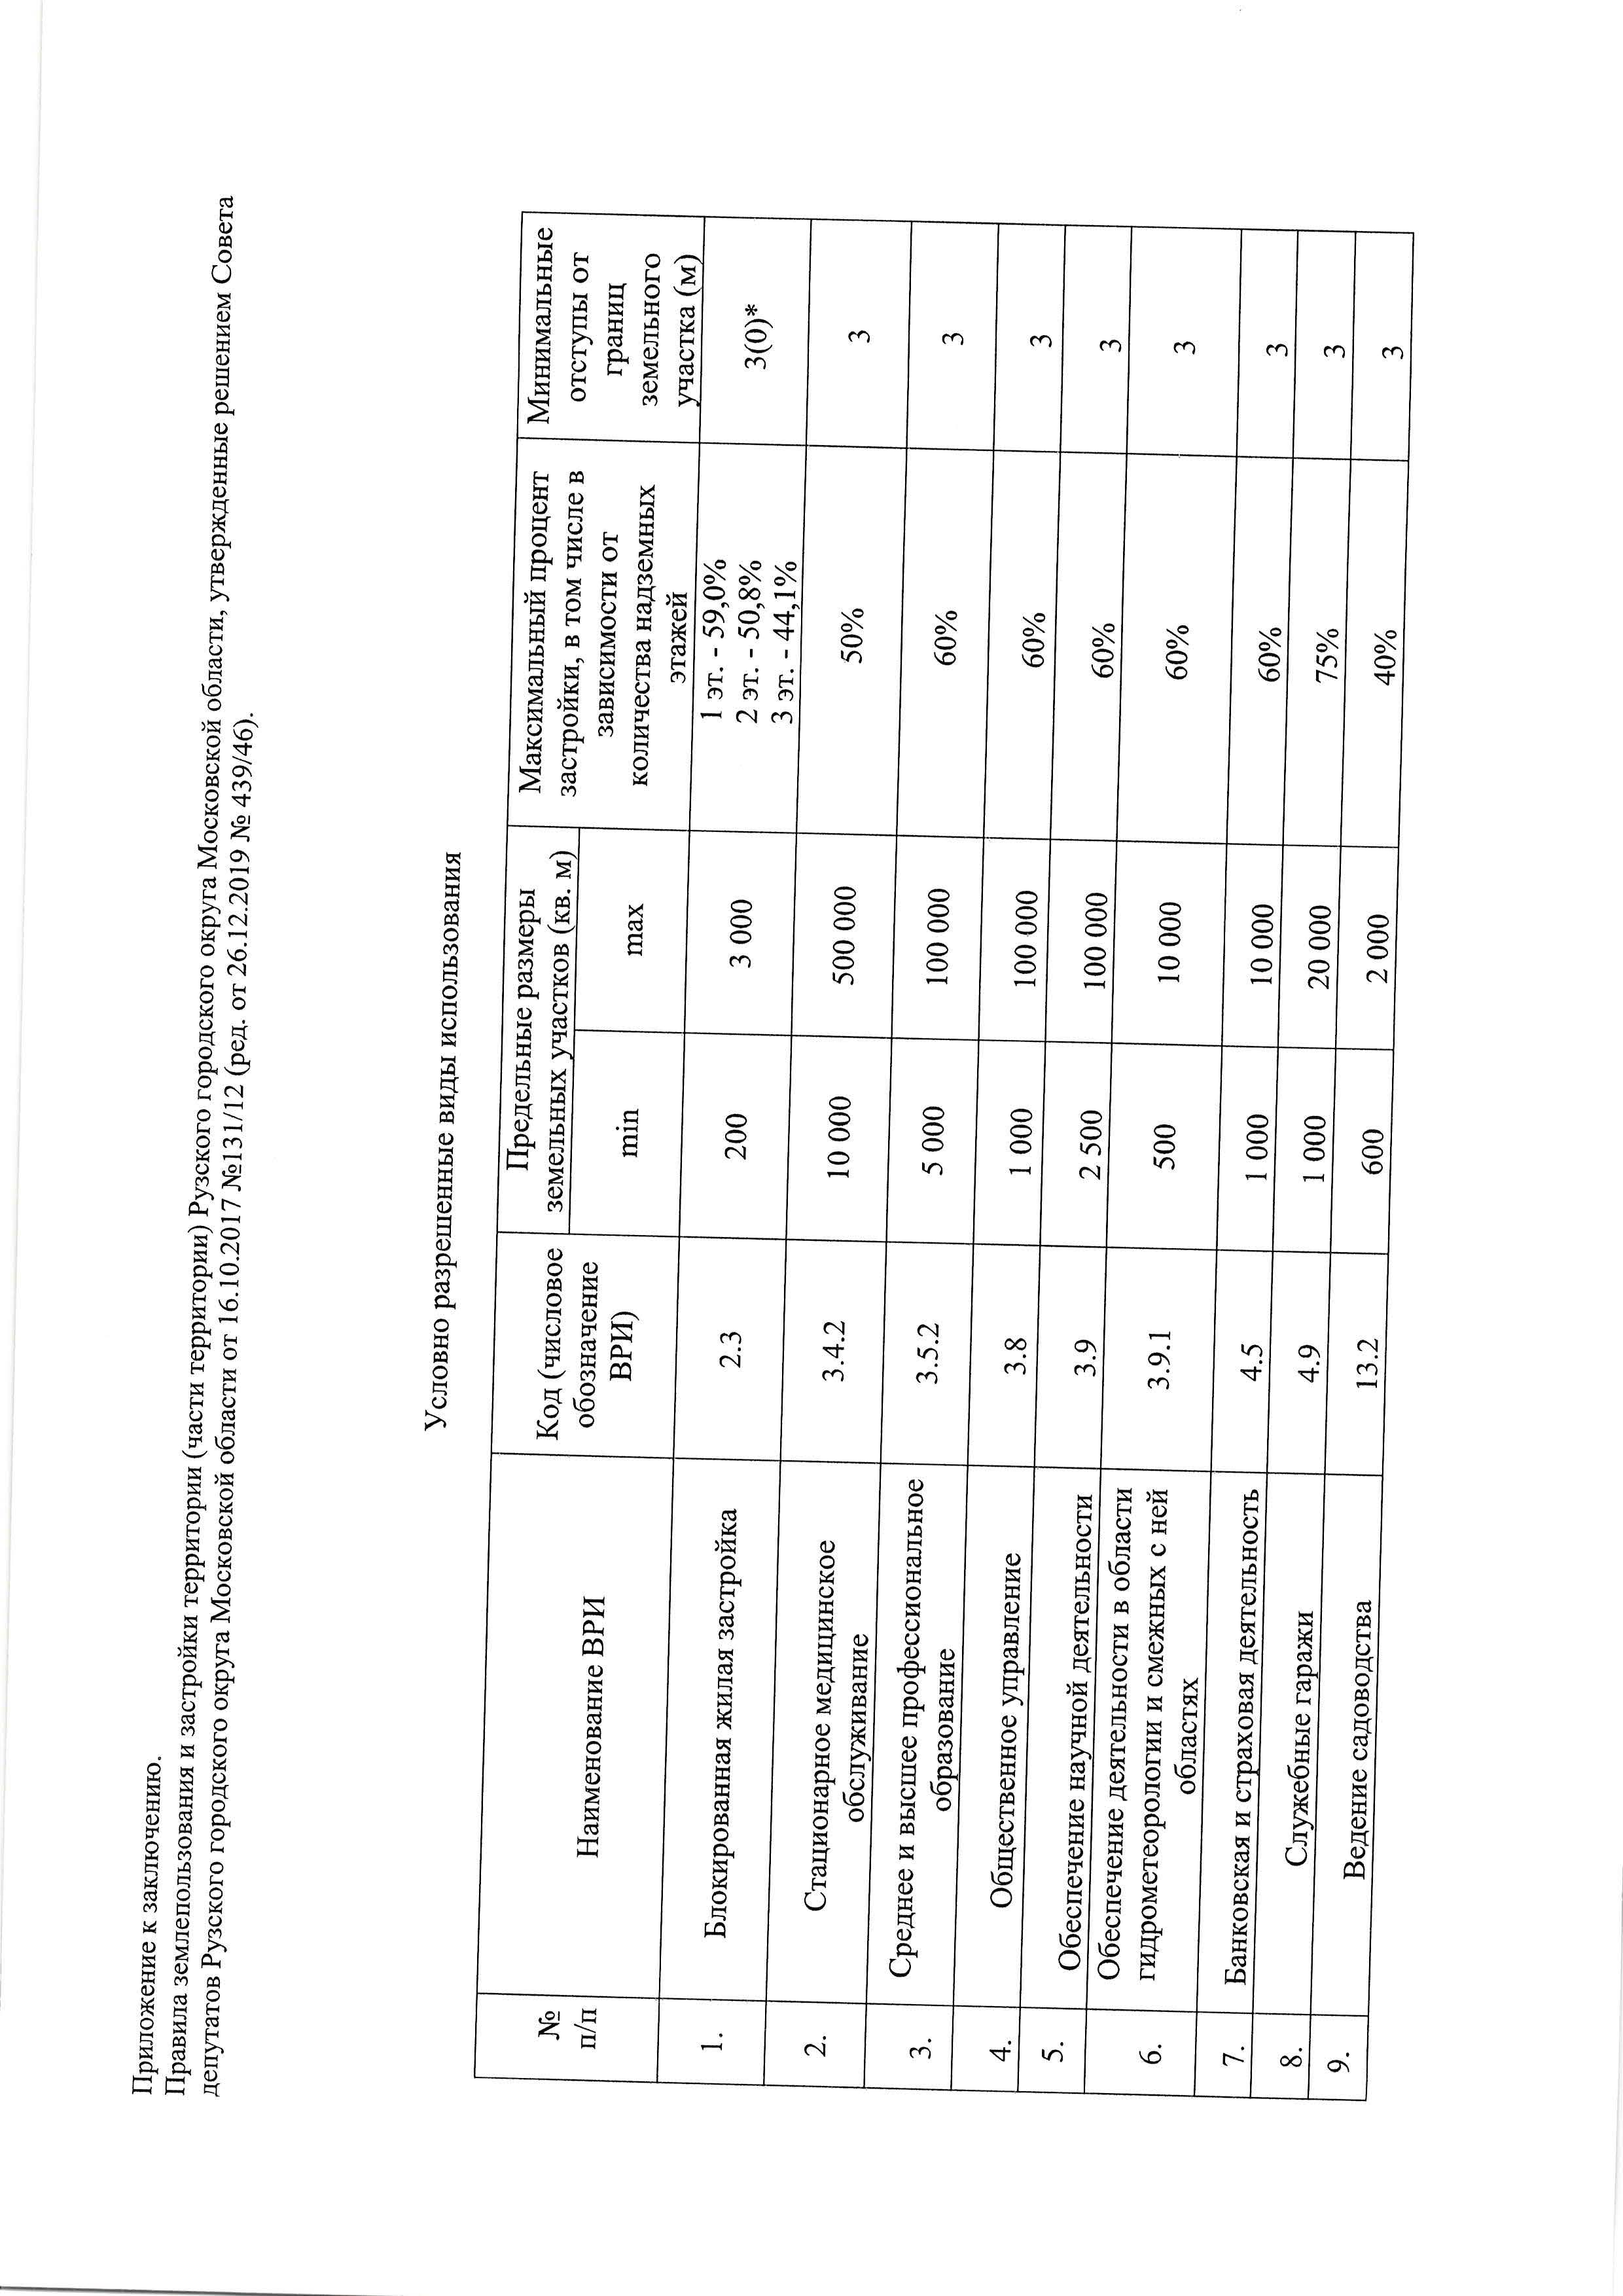 Приложение к заключению.
Правила землепользования и застройки территории (части территории) Рузского городского округа Московской области, утвержденные решением Совета
депутатов Рузского городского округа Московской области от 16.10.2017 №131/12 (ред. от 26.12.2019 № 439/46).
Условно разрешенные виды использования
№
п/п
Наименование ВРИ
Код (числовое
обозначение
ВРИ)
Предельные размеры
земельных участков (кв. м)
min
max
Максимальный процент
застройки, в том числе в
зависимости от
количества надземных
этажей
Минимальные
отступы от
границ
земельного
участка (м)
1.
Блокированная жилая застройка
2.3
200
3 000
1 эт. - 59,0%
2 эт. - 50,8%
3 эт. - 44,1%
3(0)*
2.
Стационарное медицинское
обслуживание
3.4.2
10 000
500 000
50%
3
3.
Среднее и высшее профессиональное
образование
3.5.2
5 000
100 000
60%
3
4.
Общественное управление
3.8
1 000
100 000
60%
3
5.
Обеспечение научной деятельности
3.9
2 500
100 000
60%
3
6.
Обеспечение деятельности в области
гидрометеорологии и смежных с ней
областях
3.9.1
500
10 000
60%
3
7.
Банковская и страховая деятельность
4.5
1 000
10 000
60%
3
8.
Служебные гаражи
4.9
1 000
20 000
75%
3
9.
Ведение садоводства
13.2
600
2 000
40%
3